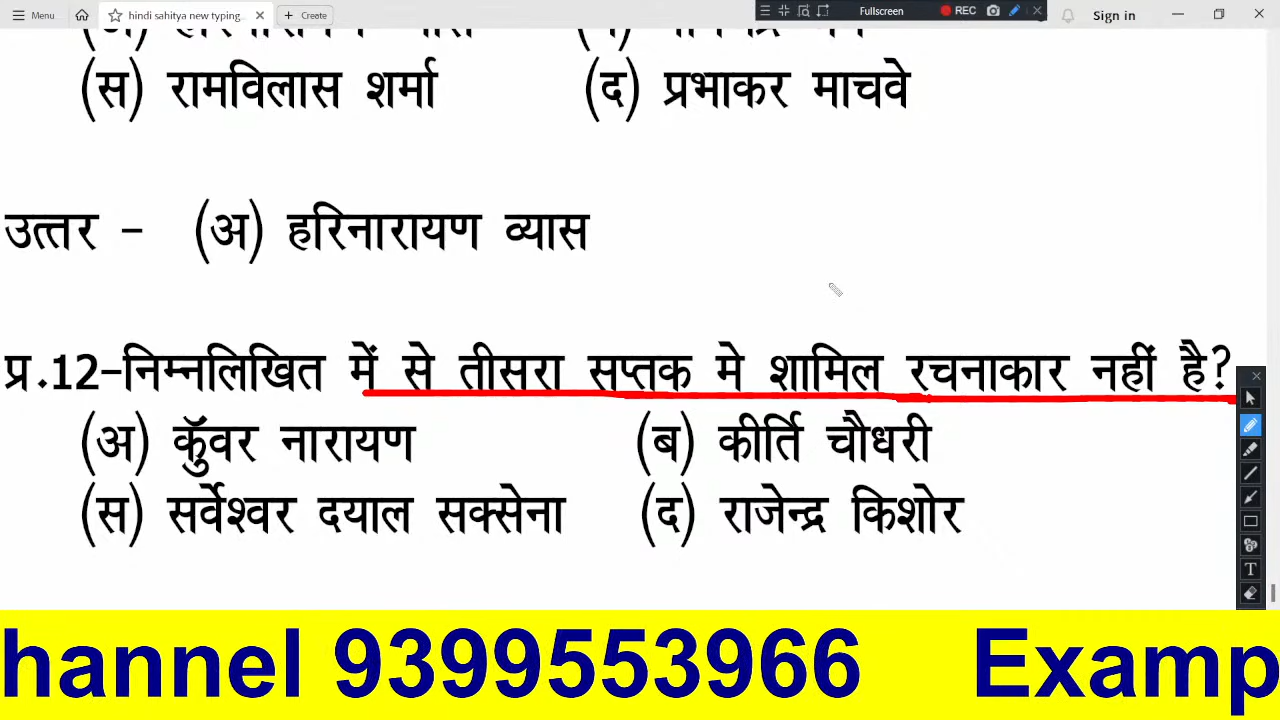 Menu
hindi sahitya new typing...
Create
Fullscreen
REC
Sign in
(स) रामविलास शर्मा (द) प्रभाकर माचवे
उत्तर - (अ) हरिनारायण व्यास
प्र.12-निम्नलिखित में से तीसरा सप्तक मे शामिल रचनाकार नहीं है?
(अ) कुॅंवर नारायण (ब) कीर्ति चौधरी
(स) सर्वेश्वर दयाल सक्सेना (द) राजेन्द्र किशोर
T
hannel 9399553966 Examp